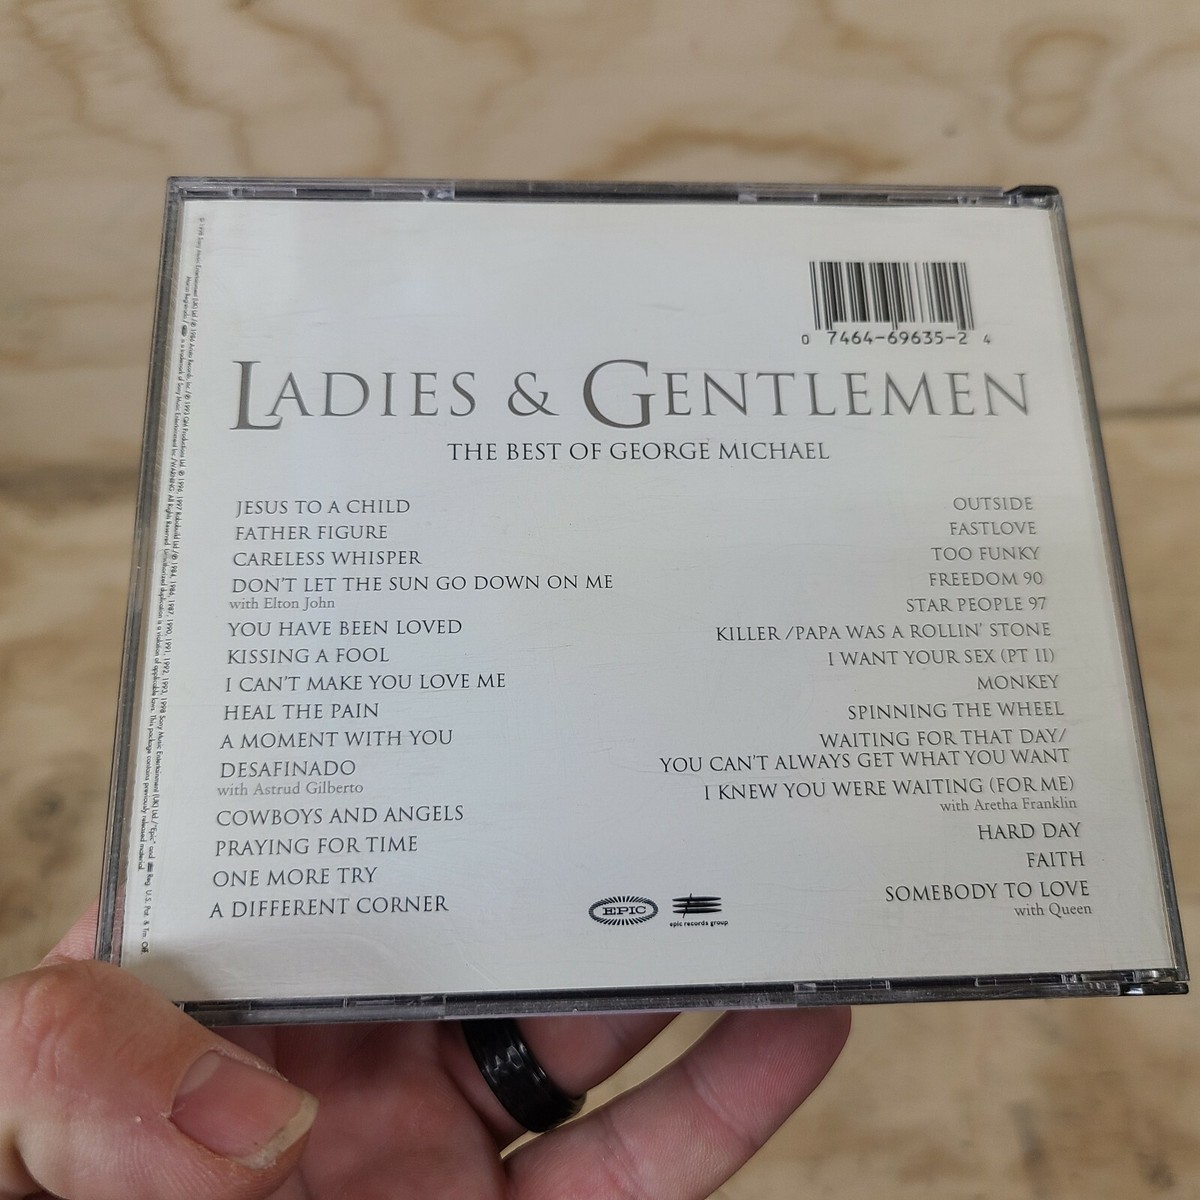 0 7464-69635-2 4
LADIES & GENTLEMEN
THE BEST OF GEORGE MICHAEL
JESUS TO A CHILD
FATHER FIGURE
CARELESS WHISPER
DON'T LET THE SUN GO DOWN ON ME
with Elton John
YOU HAVE BEEN LOVED
KISSING A FOOL
I CAN'T MAKE YOU LOVE ME
HEAL THE PAIN
A MOMENT WITH YOU
DESAFINADO
with Astrud Gilberto
COWBOYS AND ANGELS
PRAYING FOR TIME
ONE MORE TRY
A DIFFERENT CORNER
OUTSIDE
FASTLOVE
TOO FUNKY
FREEDOM 90
STAR PEOPLE 97
KILLER /PAPA WAS A ROLLIN' STONE
I WANT YOUR SEX (PT II)
MONKEY
SPINNING THE WHEEL
WAITING FOR THAT DAY/
YOU CAN'T ALWAYS GET WHAT YOU WANT
I KNEW YOU WERE WAITING (FOR ME)
with Aretha Franklin
HARD DAY
FAITH
SOMEBODY TO LOVE
with Queen
EPIC
epic records group